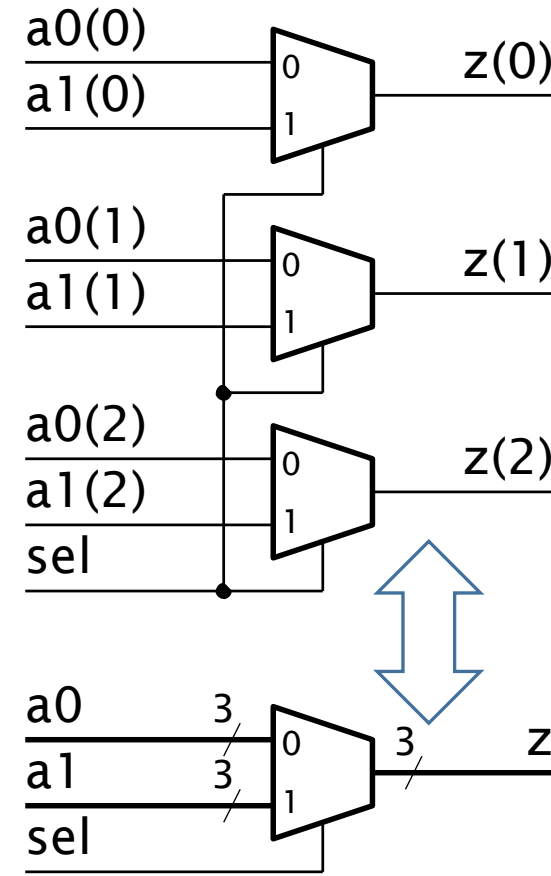 a0(0)
0
z(0)
a1(0)
1
a0(1)
0
z(1)
a1(1)
1
a0(2)
0
z(2)
a1(2)
1
sel
a0
3
0
3
z
a1
3
1
sel